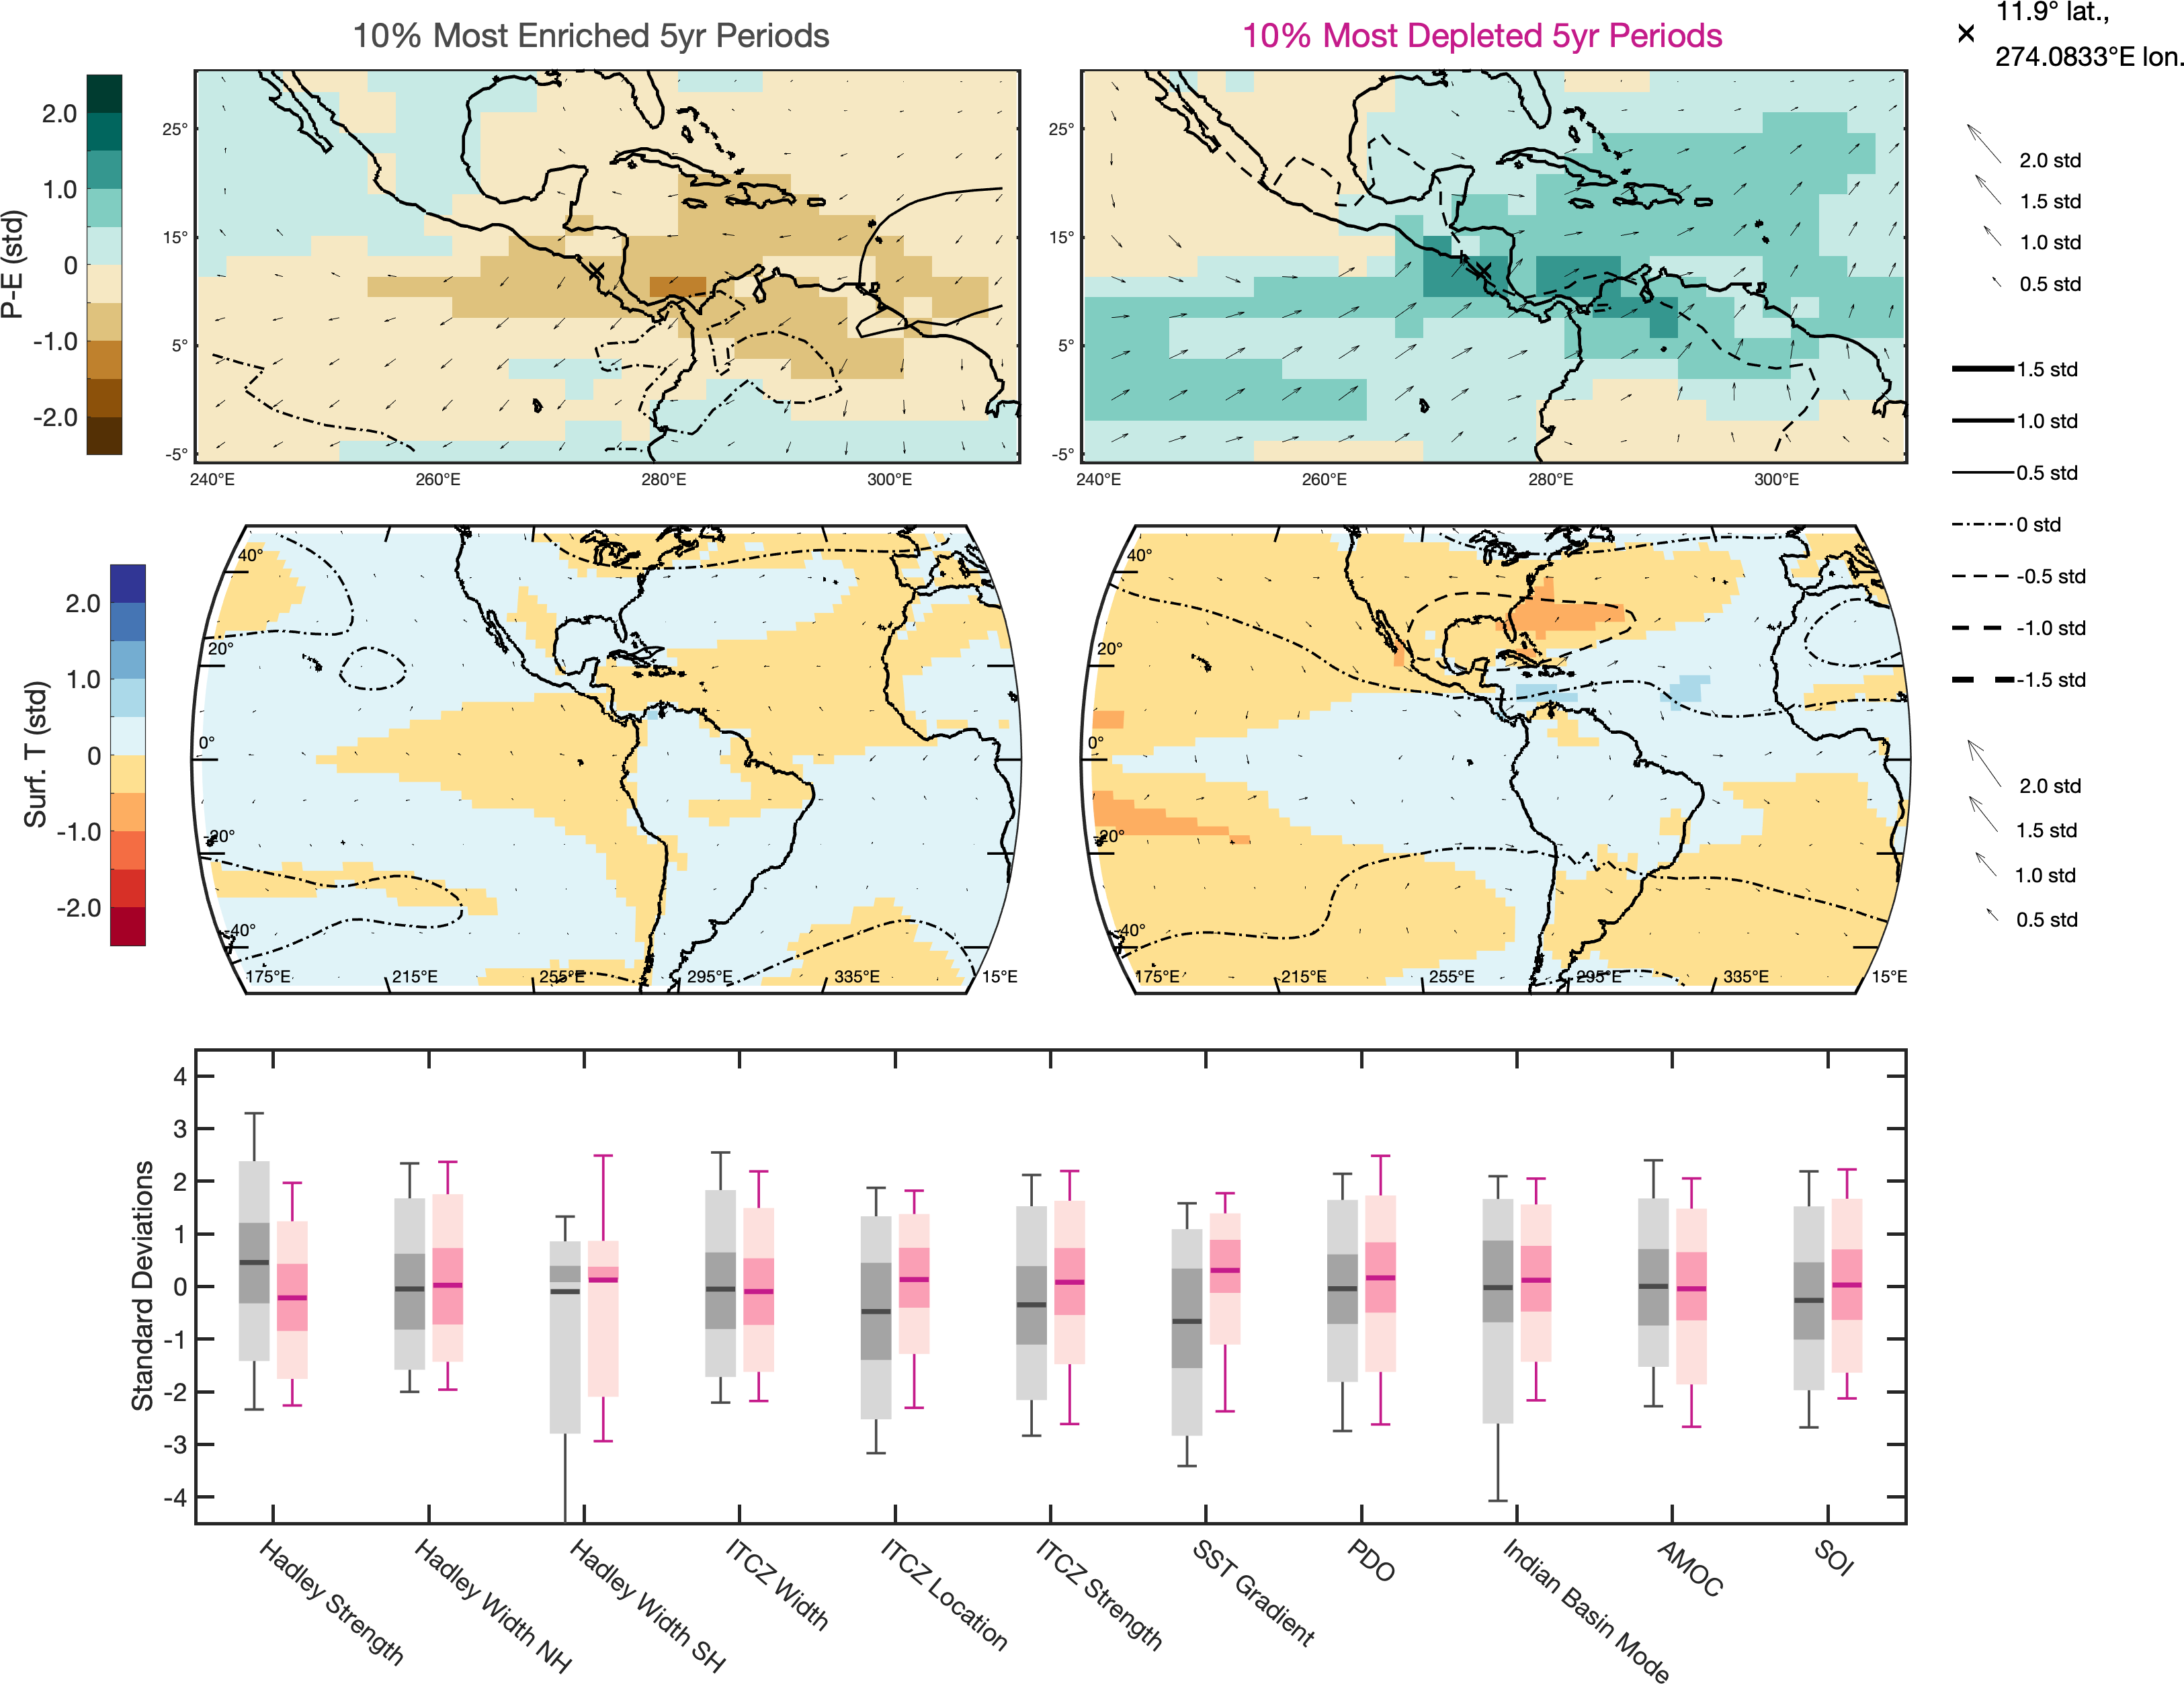 10% Most Enriched 5yr Periods
10% Most Depleted 5yr Periods
11.9° lat.,
274.0833°E lon.
P-E (std)
2.0
1.0
0
-1.0
-2.0
25°
15°
5°
-5°
240°E
260°E
280°E
300°E
25°
15°
5°
-5°
240°E
260°E
280°E
300°E
2.0 std
1.5 std
1.0 std
0.5 std
1.5 std
1.0 std
0.5 std
0 std
-0.5 std
-1.0 std
-1.5 std
2.0 std
1.5 std
1.0 std
0.5 std
Surf. T (std)
2.0
1.0
0
-1.0
-2.0
40°
20°
0°
-20°
-40°
175°E
215°E
255°E
295°E
335°E
15°E
40°
20°
0°
-20°
-40°
175°E
215°E
255°E
295°E
335°E
15°E
Standard Deviations
4
3
2
1
0
-1
-2
-3
-4
Hadley Strength
Hadley Width NH
Hadley Width SH
ITCZ Width
ITCZ Location
ITCZ Strength
SST Gradient
PDO
Indian Basin Mode
AMOC
SOI